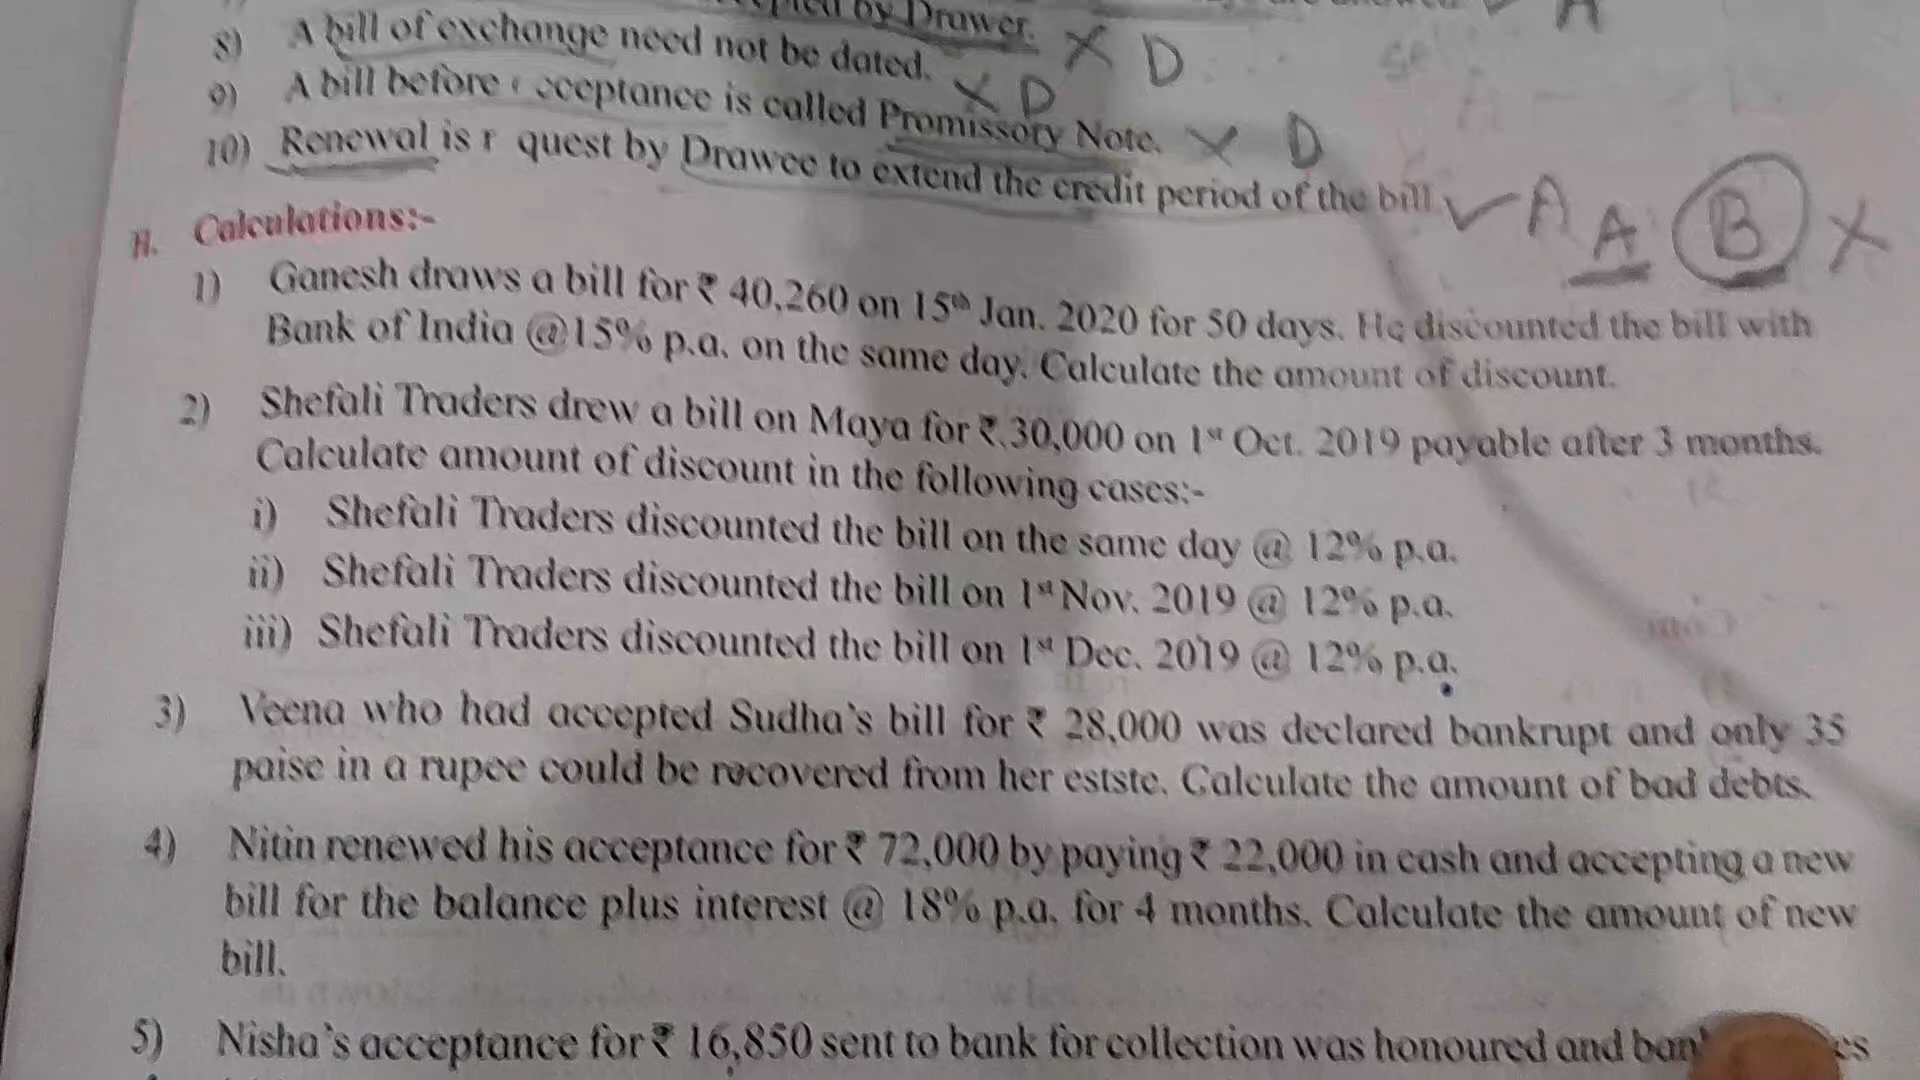 by Drawer. X D A
8) A bill of exchange need not be dated. X D
9) A bill before cceptance is called Promissory Note. X D
10) Renewal is r quest by Drawee to extend the credit period of the bill ✓ A A B X
H. Calculations:-
1) Ganesh draws a bill for ₹ 40,260 on 15th Jan. 2020 for 50 days. He discounted the bill with
Bank of India @15% p.a. on the same day. Calculate the amount of discount.
2) Shefali Traders drew a bill on Maya for ₹.30,000 on 1st Oct. 2019 payable after 3 months.
Calculate amount of discount in the following cases:-
i) Shefali Traders discounted the bill on the same day @ 12% p.a.
ii) Shefali Traders discounted the bill on 1st Nov. 2019 @ 12% p.a.
iii) Shefali Traders discounted the bill on 1st Dec. 2019 @ 12% p.a.
3) Veena who had accepted Sudha's bill for ₹ 28,000 was declared bankrupt and only 35
paise in a rupee could be recovered from her estste. Calculate the amount of bad debts.
4) Nitin renewed his acceptance for ₹ 72,000 by paying ₹ 22,000 in cash and accepting a new
bill for the balance plus interest @ 18% p.a. for 4 months. Calculate the amount of new
bill.
5) Nisha's acceptance for ₹ 16,850 sent to bank for collection was honoured and